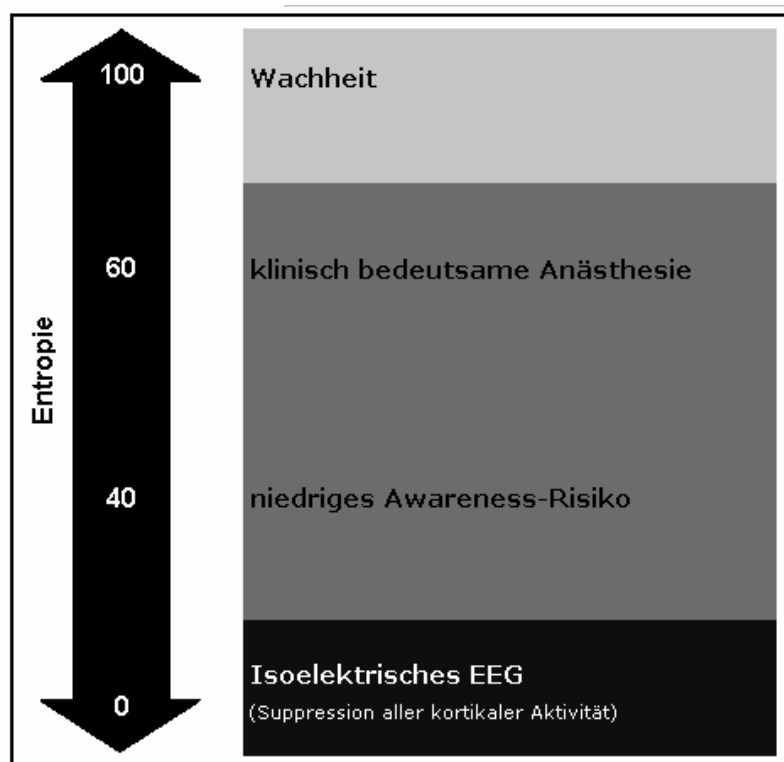 100
Wachheit
60
klinisch bedeutsame Anästhesie
Entropie
40
niedriges Awareness-Risiko
Isoelektrisches EEG
0
(Suppression aller kortikaler Aktivität)